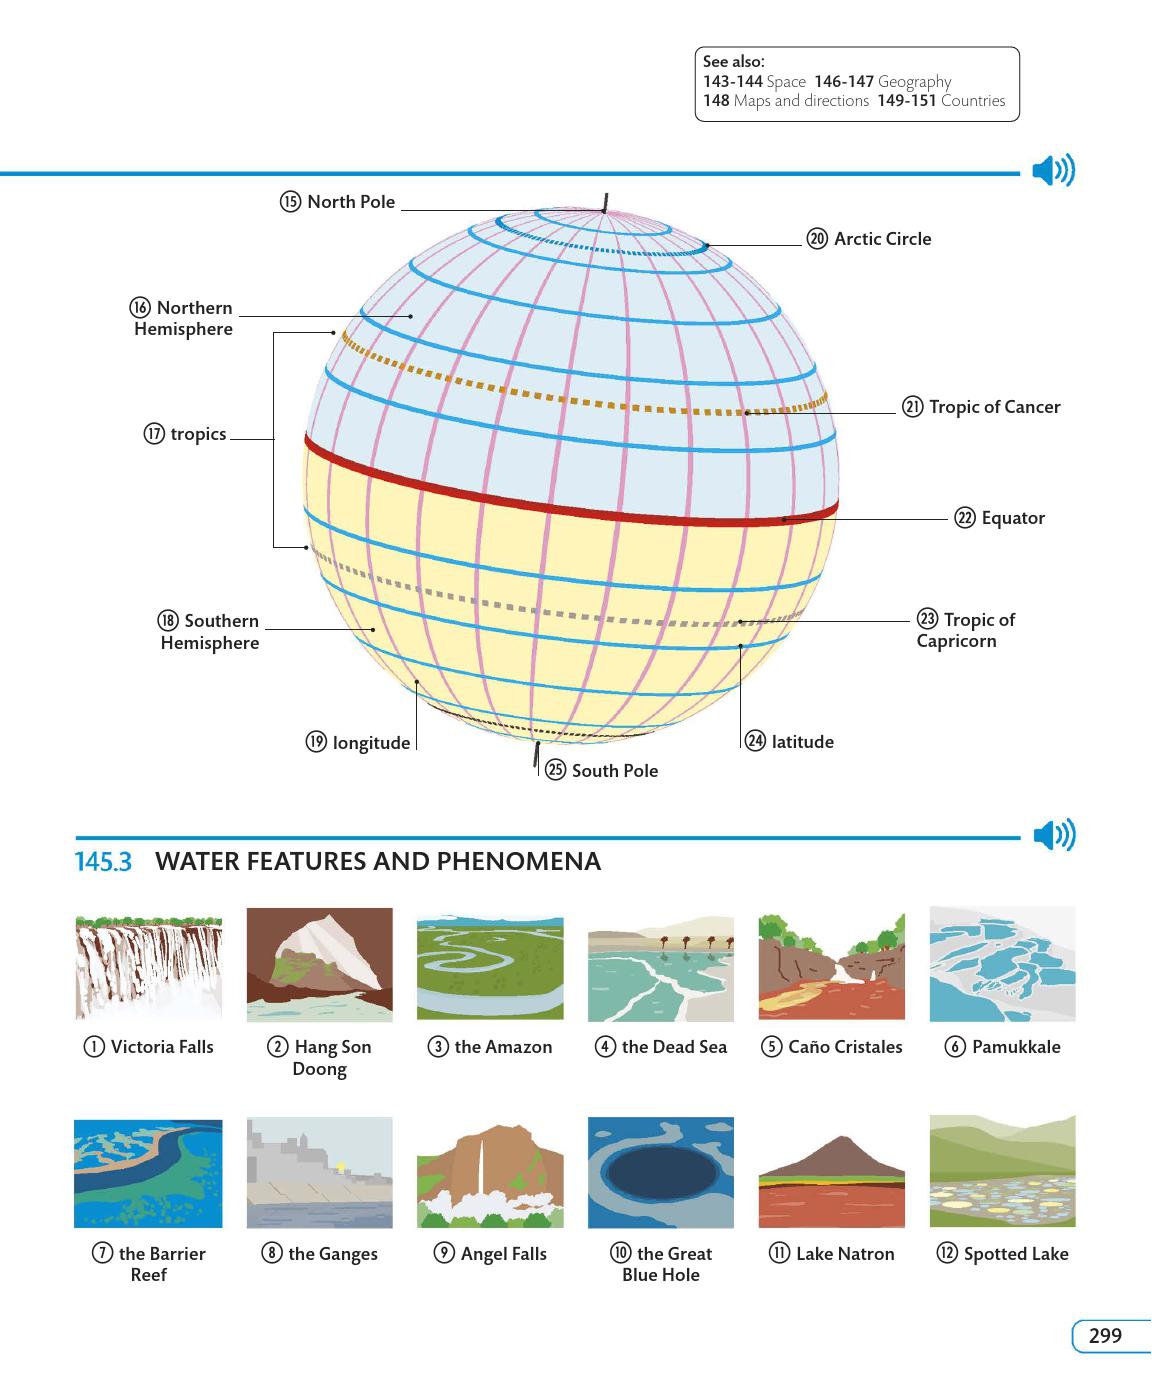 See also:
143-144 Space 146-147 Geography
148 Maps and directions 149-151 Countries
15 North Pole
20 Arctic Circle
16 Northern
Hemisphere
21 Tropic of Cancer
17 tropics
22 Equator
18 Southern
Hemisphere
23 Tropic of
Capricorn
19 longitude
24 latitude
25 South Pole
145.3 WATER FEATURES AND PHENOMENA
1 Victoria Falls
2 Hang Son
Doong
3 the Amazon
4 the Dead Sea
5 Caño Cristales
6 Pamukkale
7 the Barrier
Reef
8 the Ganges
9 Angel Falls
10 the Great
Blue Hole
11 Lake Natron
12 Spotted Lake
299